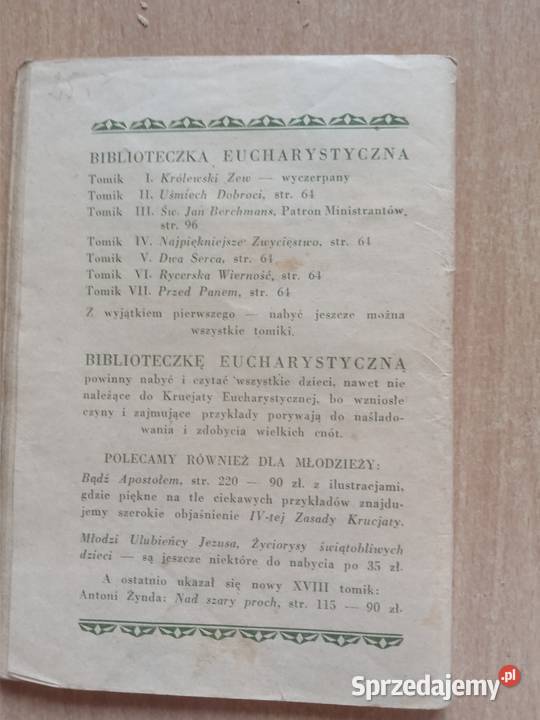 BIBLIOTECZKA EUCHARYSTYCZNA
Tomik I. Królewski Zew — wyczerpany
Tomik II. Uśmiech Dobroci, str. 64
Tomik III. Św. Jan Berchmans, Patron Ministrantów,
str. 96
Tomik IV. Najpiękniejsze Zwycięstwo, str. 64
Tomik V. Dwa Serca, str. 64
Tomik VI. Rycerska Wierność, str. 64
Tomik VII. Przed Panem, str. 64
Z wyjątkiem pierwszego — nabyć jeszcze można
wszystkie tomiki.
BIBLIOTECZKĘ EUCHARYSTYCZNĄ
powinny nabyć i czytać wszystkie dzieci, nawet nie
należące do Krucjaty Eucharystycznej, bo wzniosłe
czyny i zajmujące przykłady porywają do naślado-
wania i zdobycia wielkich cnót.
POLECAMY RÓWNIEŻ DLA MŁODZIEŻY:
Bądź Apostołem, str. 220 — 90 zł. z ilustracjami,
gdzie piękne na tle ciekawych przykładów znajdu-
jemy szerokie objaśnienie IV-tej Zasady Krucjaty.
Młodzi Ulubieńcy Jezusa, Życiorysy świątobliwych
dzieci — są jeszcze niektóre do nabycia po 35 zł.
A ostatnio ukazał się nowy XVIII tomik:
Antoni Żynda: Nad szary proch, str. 115 — 90 zł.
Sprzedajemy.pl